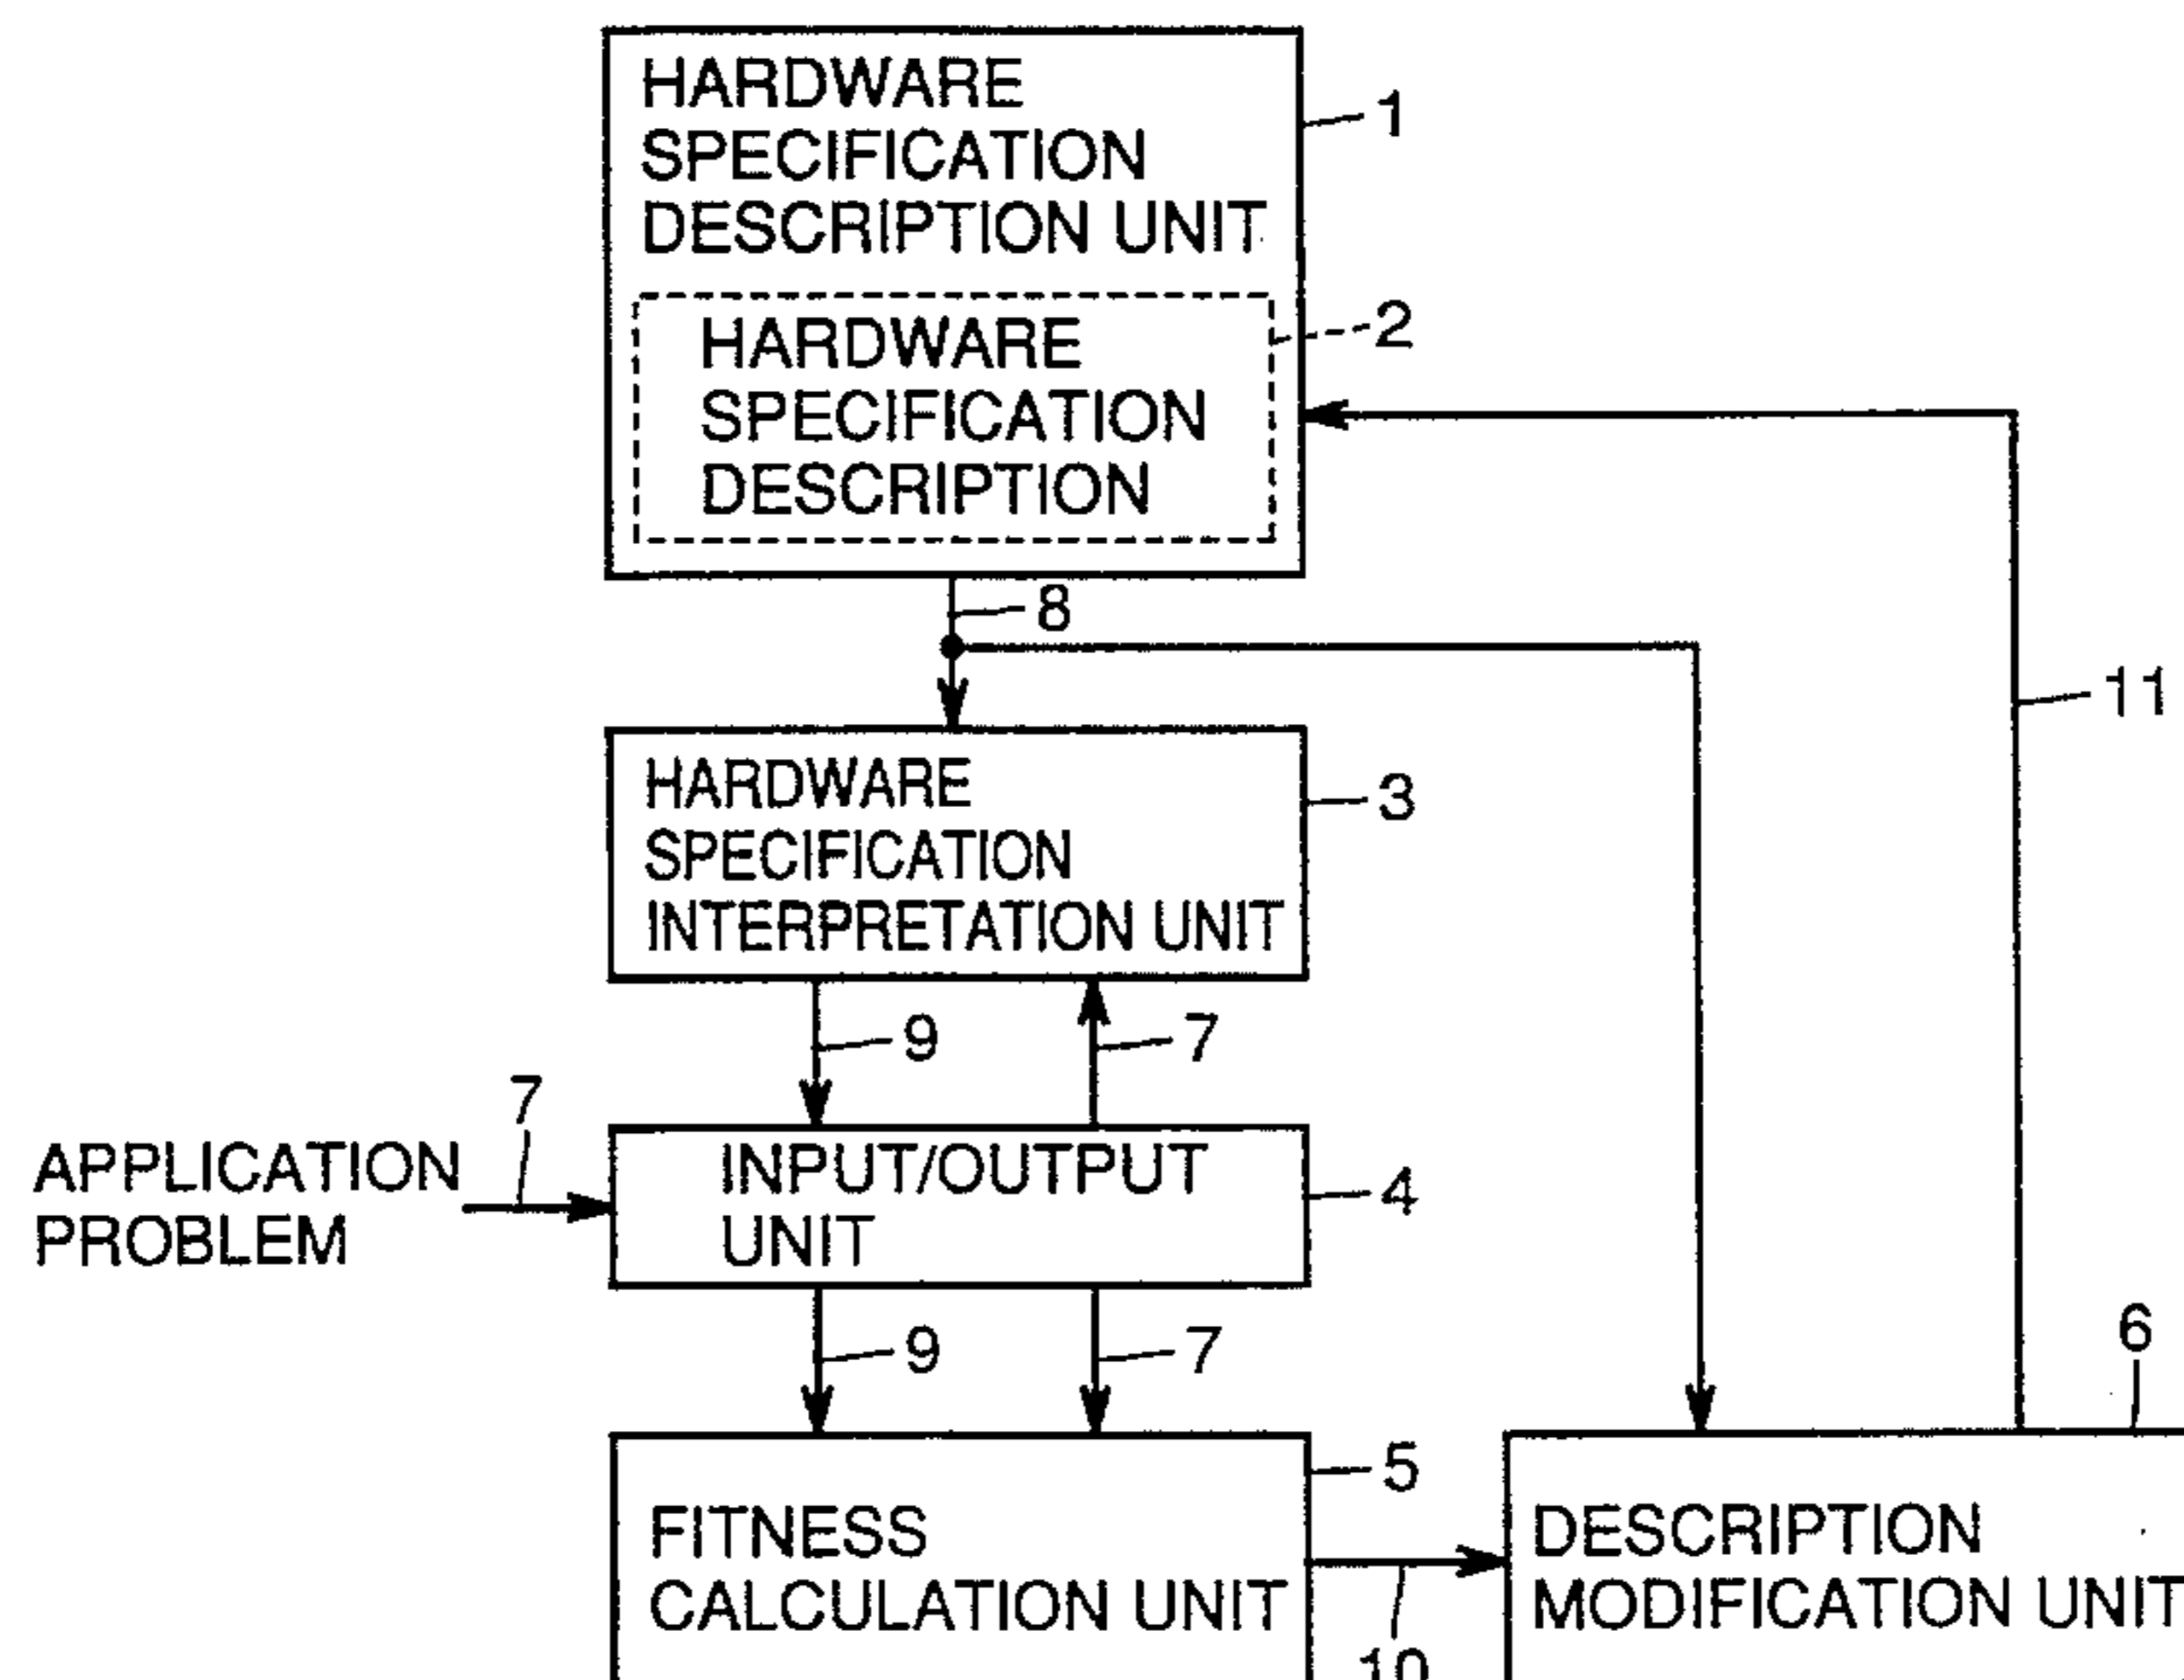 HARDWARE
SPECIFICATION
DESCRIPTION UNIT
1
HARDWARE
SPECIFICATION
DESCRIPTION
2
8
11
HARDWARE
SPECIFICATION
INTERPRETATION UNIT
3
9
7
7
APPLICATION
PROBLEM
INPUT/OUTPUT
UNIT
4
9
7
6
5
FITNESS
CALCULATION UNIT
DESCRIPTION
MODIFICATION UNIT
10